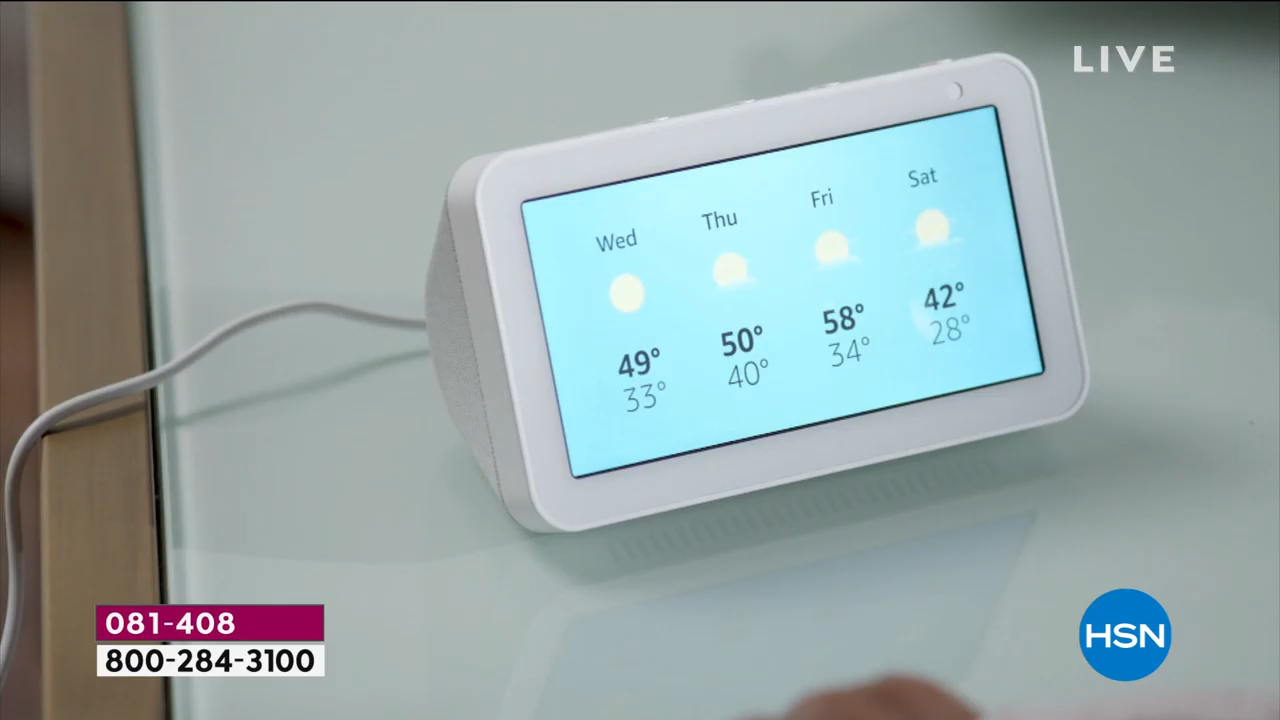 LIVE
Wed Thu Fri Sat
49° 50° 58° 42°
33° 40° 34° 28°
081-408
800-284-3100
HSN